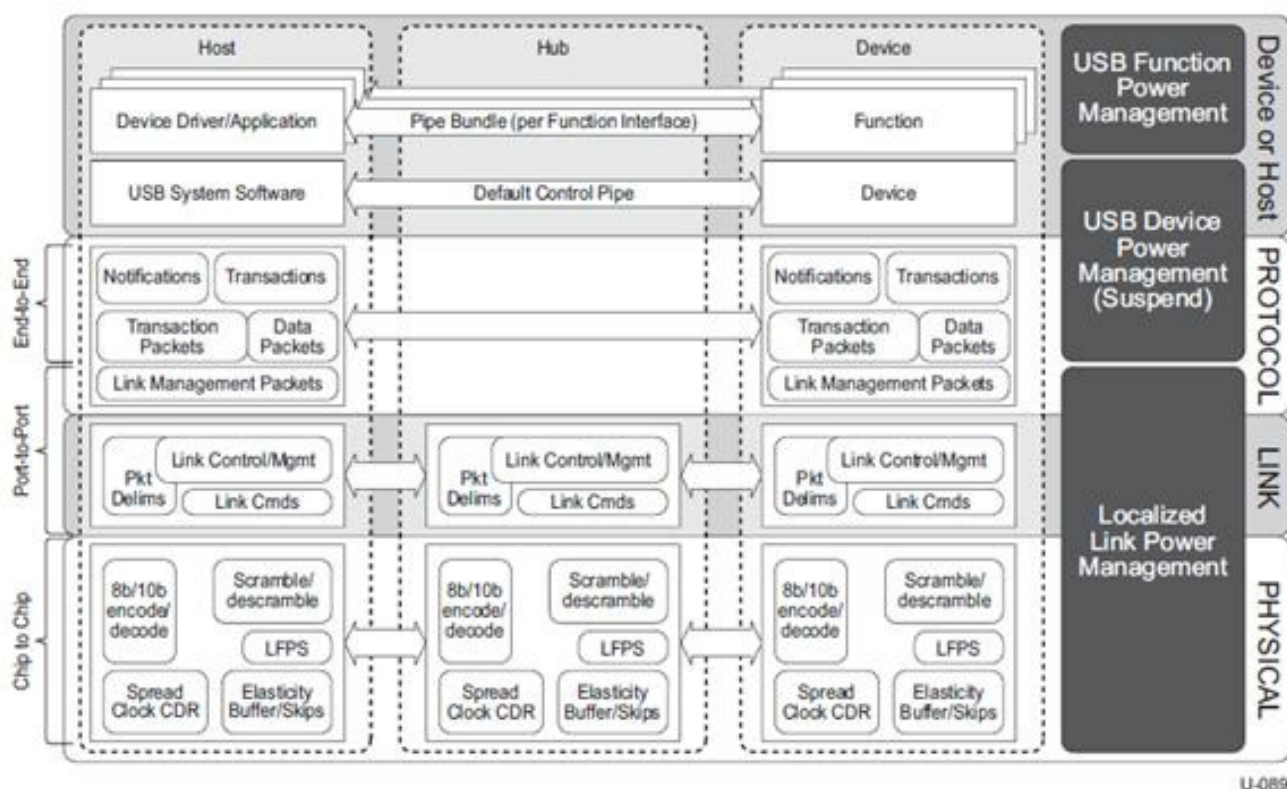 Host
Hub
Device
Device Driver/Application
Pipe Bundle (per Function Interface)
Function
USB System Software
Default Control Pipe
Device
Notifications
Transactions
Transaction
Packets
Data
Packets
Link Management Packets
Notifications
Transactions
Transaction
Packets
Data
Packets
Link Management Packets
Pkt
Delims
Link Control/Mgmt
Link Cmds
Pkt
Delims
Link Control/Mgmt
Link Cmds
Pkt
Delims
Link Control/Mgmt
Link Cmds
8b/10b
encode/
decode
Scramble/
descramble
LFPS
Spread
Clock CDR
Elasticity
Buffer/Skips
8b/10b
encode/
decode
Scramble/
descramble
LFPS
Spread
Clock CDR
Elasticity
Buffer/Skips
8b/10b
encode/
decode
Scramble/
descramble
LFPS
Spread
Clock CDR
Elasticity
Buffer/Skips
End-to-End
Port-to-Port
Chip to Chip
USB Function
Power
Management
USB Device
Power
Management
(Suspend)
Localized
Link Power
Management
Device or Host
PROTOCOL
LINK
PHYSICAL
U-089